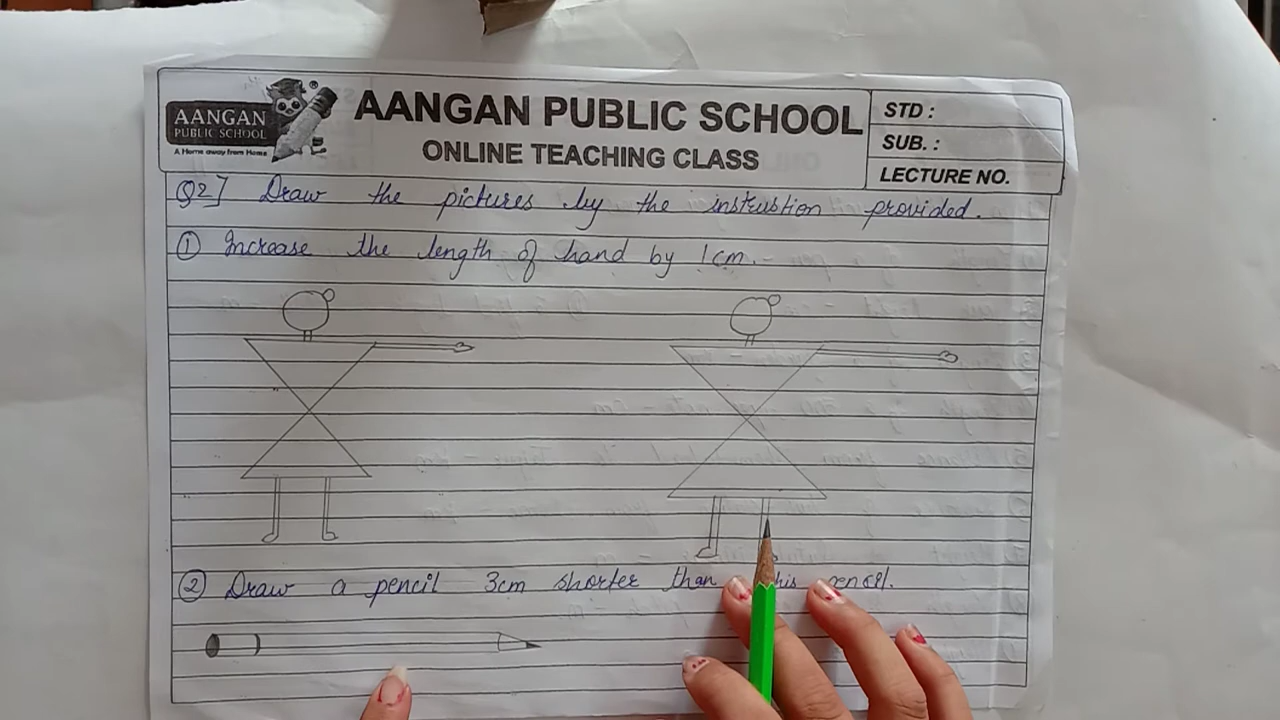 AANGAN
PUBLIC SCHOOL
A Home away from Home
AANGAN PUBLIC SCHOOL
ONLINE TEACHING CLASS
STD :
SUB. :
LECTURE NO.
Q2] Draw the pictures by the instrustion provided.
① Increase the length of hand by 1cm.
② Draw a pencil 3cm shorter than this pencil.